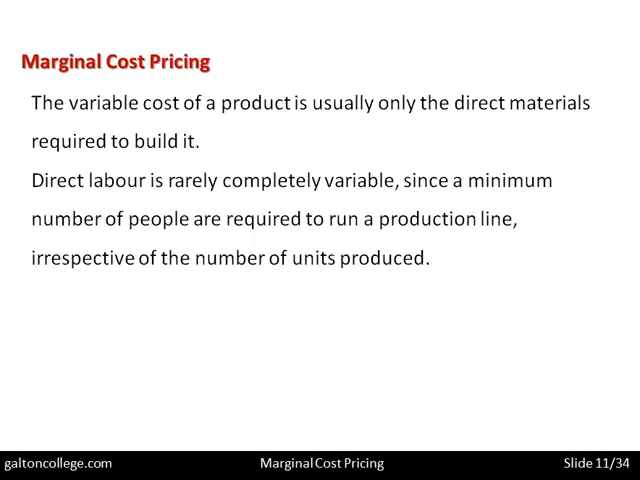 Marginal Cost Pricing
The variable cost of a product is usually only the direct materials
required to build it.
Direct labour is rarely completely variable, since a minimum
number of people are required to run a production line,
irrespective of the number of units produced.
galtoncollege.com
Marginal Cost Pricing
Slide 11/34